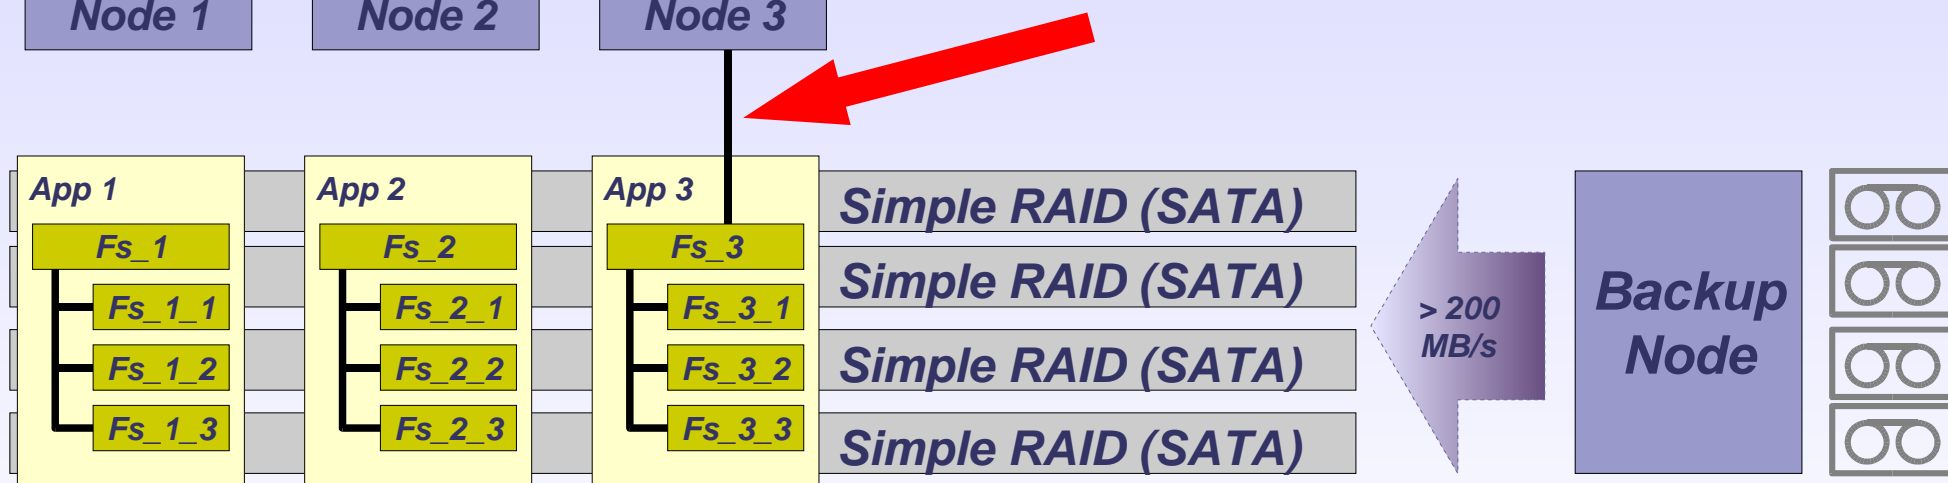 Node 1
Node 2
Node 3
App 1
App 2
App 3
Simple RAID (SATA)
Fs_1
Fs_2
Fs_3
Simple RAID (SATA)
Fs_1_1
Fs_2_1
Fs_3_1
> 200
MB/s
Backup
Node
Fs_1_2
Fs_2_2
Fs_3_2
Simple RAID (SATA)
Fs_1_3
Fs_2_3
Fs_3_3
Simple RAID (SATA)